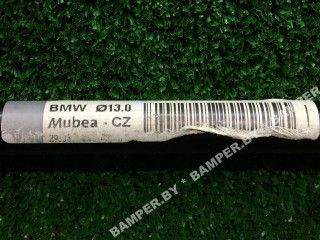 BMW Ø13.0
Mubea - CZ
BAMPER.BY * BAMPER.BY